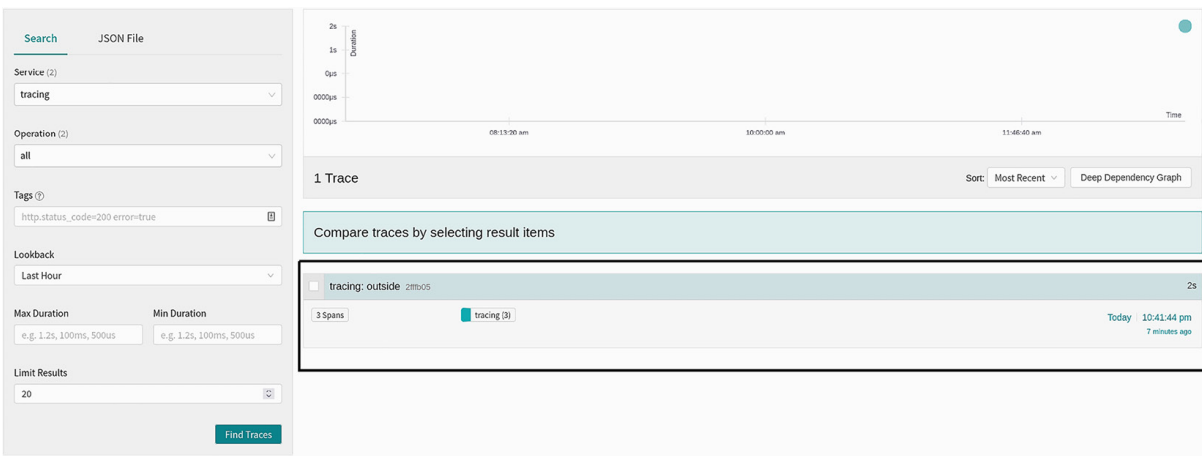 Search JSON File
Service (2)
tracing
Operation (2)
all
Tags ?
http.status_code=200 error=true
Lookback
Last Hour
Max Duration Min Duration
e.g. 1.2s, 100ms, 500us e.g. 1.2s, 100ms, 500us
Limit Results
20
Find Traces
2s
1s
0μs
0000μs
0000μs
Duration
Time
08:13:20 am 10:00:00 am 11:46:40 am
1 Trace Sort: Most Recent Deep Dependency Graph
Compare traces by selecting result items
tracing: outside 2fffb05 2s
3 Spans tracing (3) Today 10:41:44 pm
7 minutes ago